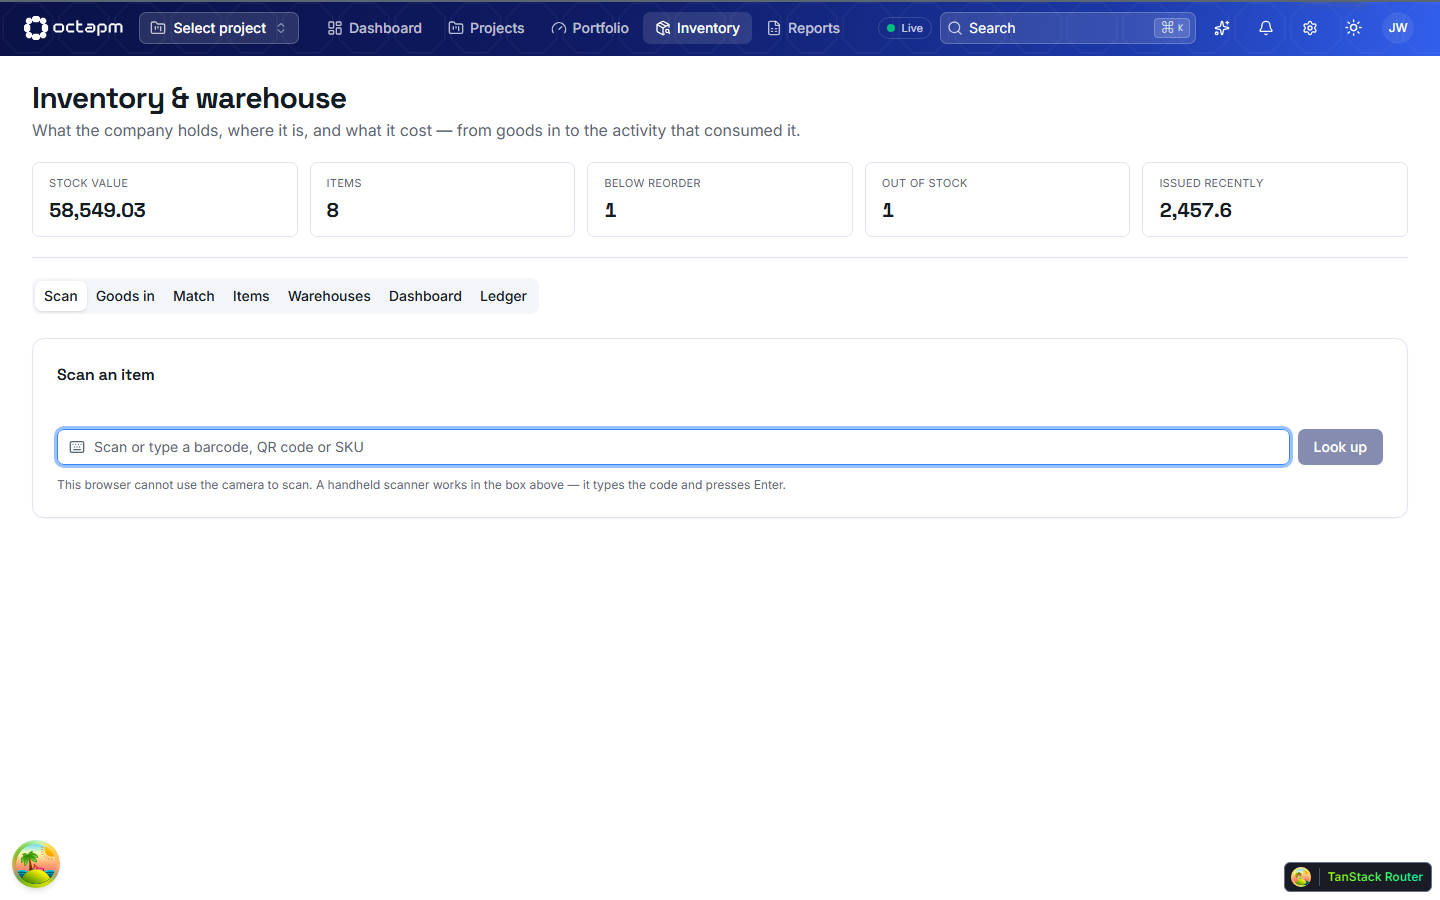 octapm
Select project
Dashboard
Projects
Portfolio
Inventory
Reports
Live
Search
⌘ K
JW
Inventory & warehouse
What the company holds, where it is, and what it cost — from goods in to the activity that consumed it.
STOCK VALUE
58,549.03
ITEMS
8
BELOW REORDER
1
OUT OF STOCK
1
ISSUED RECENTLY
2,457.6
Scan
Goods in
Match
Items
Warehouses
Dashboard
Ledger
Scan an item
Scan or type a barcode, QR code or SKU
Look up
This browser cannot use the camera to scan. A handheld scanner works in the box above — it types the code and presses Enter.
TanStack Router